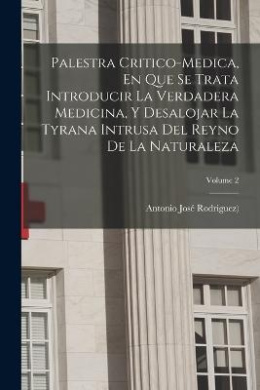 Palestra Critico-Medica,
En Que Se Trata
Introducir La Verdadera
Medicina, Y Desalojar La
Tyrana Intrusa Del Reyno
De La Naturaleza
Volume 2
Antonio José Rodríguez)